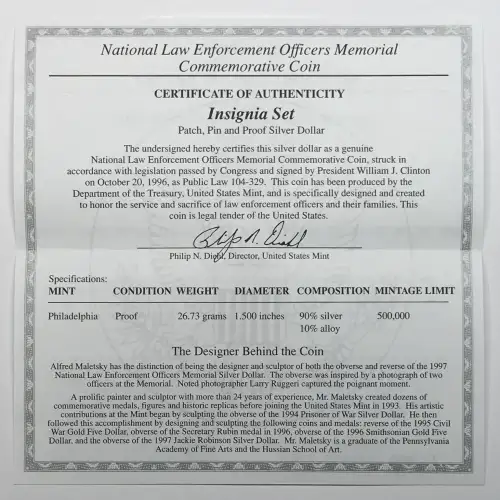 National Law Enforcement Officers Memorial
Commemorative Coin
CERTIFICATE OF AUTHENTICITY
Insignia Set
Patch, Pin and Proof Silver Dollar
The undersigned hereby certifies this silver dollar as a genuine
National Law Enforcement Officers Memorial Commemorative Coin, struck in
accordance with legislation passed by Congress and signed by President William J. Clinton
on October 20, 1996, as Public Law 104-329. This coin has been produced by the
Department of the Treasury, United States Mint, and is specifically designed and created
to honor the service and sacrifice of law enforcement officers and their families. This
coin is legal tender of the United States.
Philip N. Diehl
Philip N. Diehl, Director, United States Mint
Specifications:
MINT CONDITION WEIGHT DIAMETER COMPOSITION MINTAGE LIMIT
Philadelphia Proof 26.73 grams 1.500 inches 90% silver 500,000
10% alloy
The Designer Behind the Coin
Alfred Maletsky has the distinction of being the designer and sculptor of both the obverse and reverse of the 1997
National Law Enforcement Officers Memorial Silver Dollar. The obverse was inspired by a photograph of two
officers at the Memorial. Noted photographer Larry Ruggeri captured the poignant moment.
A prolific painter and sculptor with more than 24 years of experience, Mr. Maletsky created dozens of
commemorative medals, figures and historic replicas before joining the United States Mint in 1993. His artistic
contributions at the Mint began by sculpting the obverse of the 1994 Prisoner of War Silver Dollar. He then
followed this accomplishment by designing and sculpting the following coins and medals: reverse of the 1995 Civil
War Gold Five Dollar, obverse of the Secretary Rubin medal in 1996, obverse of the 1996 Smithsonian Gold Five
Dollar, and the obverse of the 1997 Jackie Robinson Silver Dollar. Mr. Maletsky is a graduate of the Pennsylvania
Academy of Fine Arts and the Hussian School of Art.